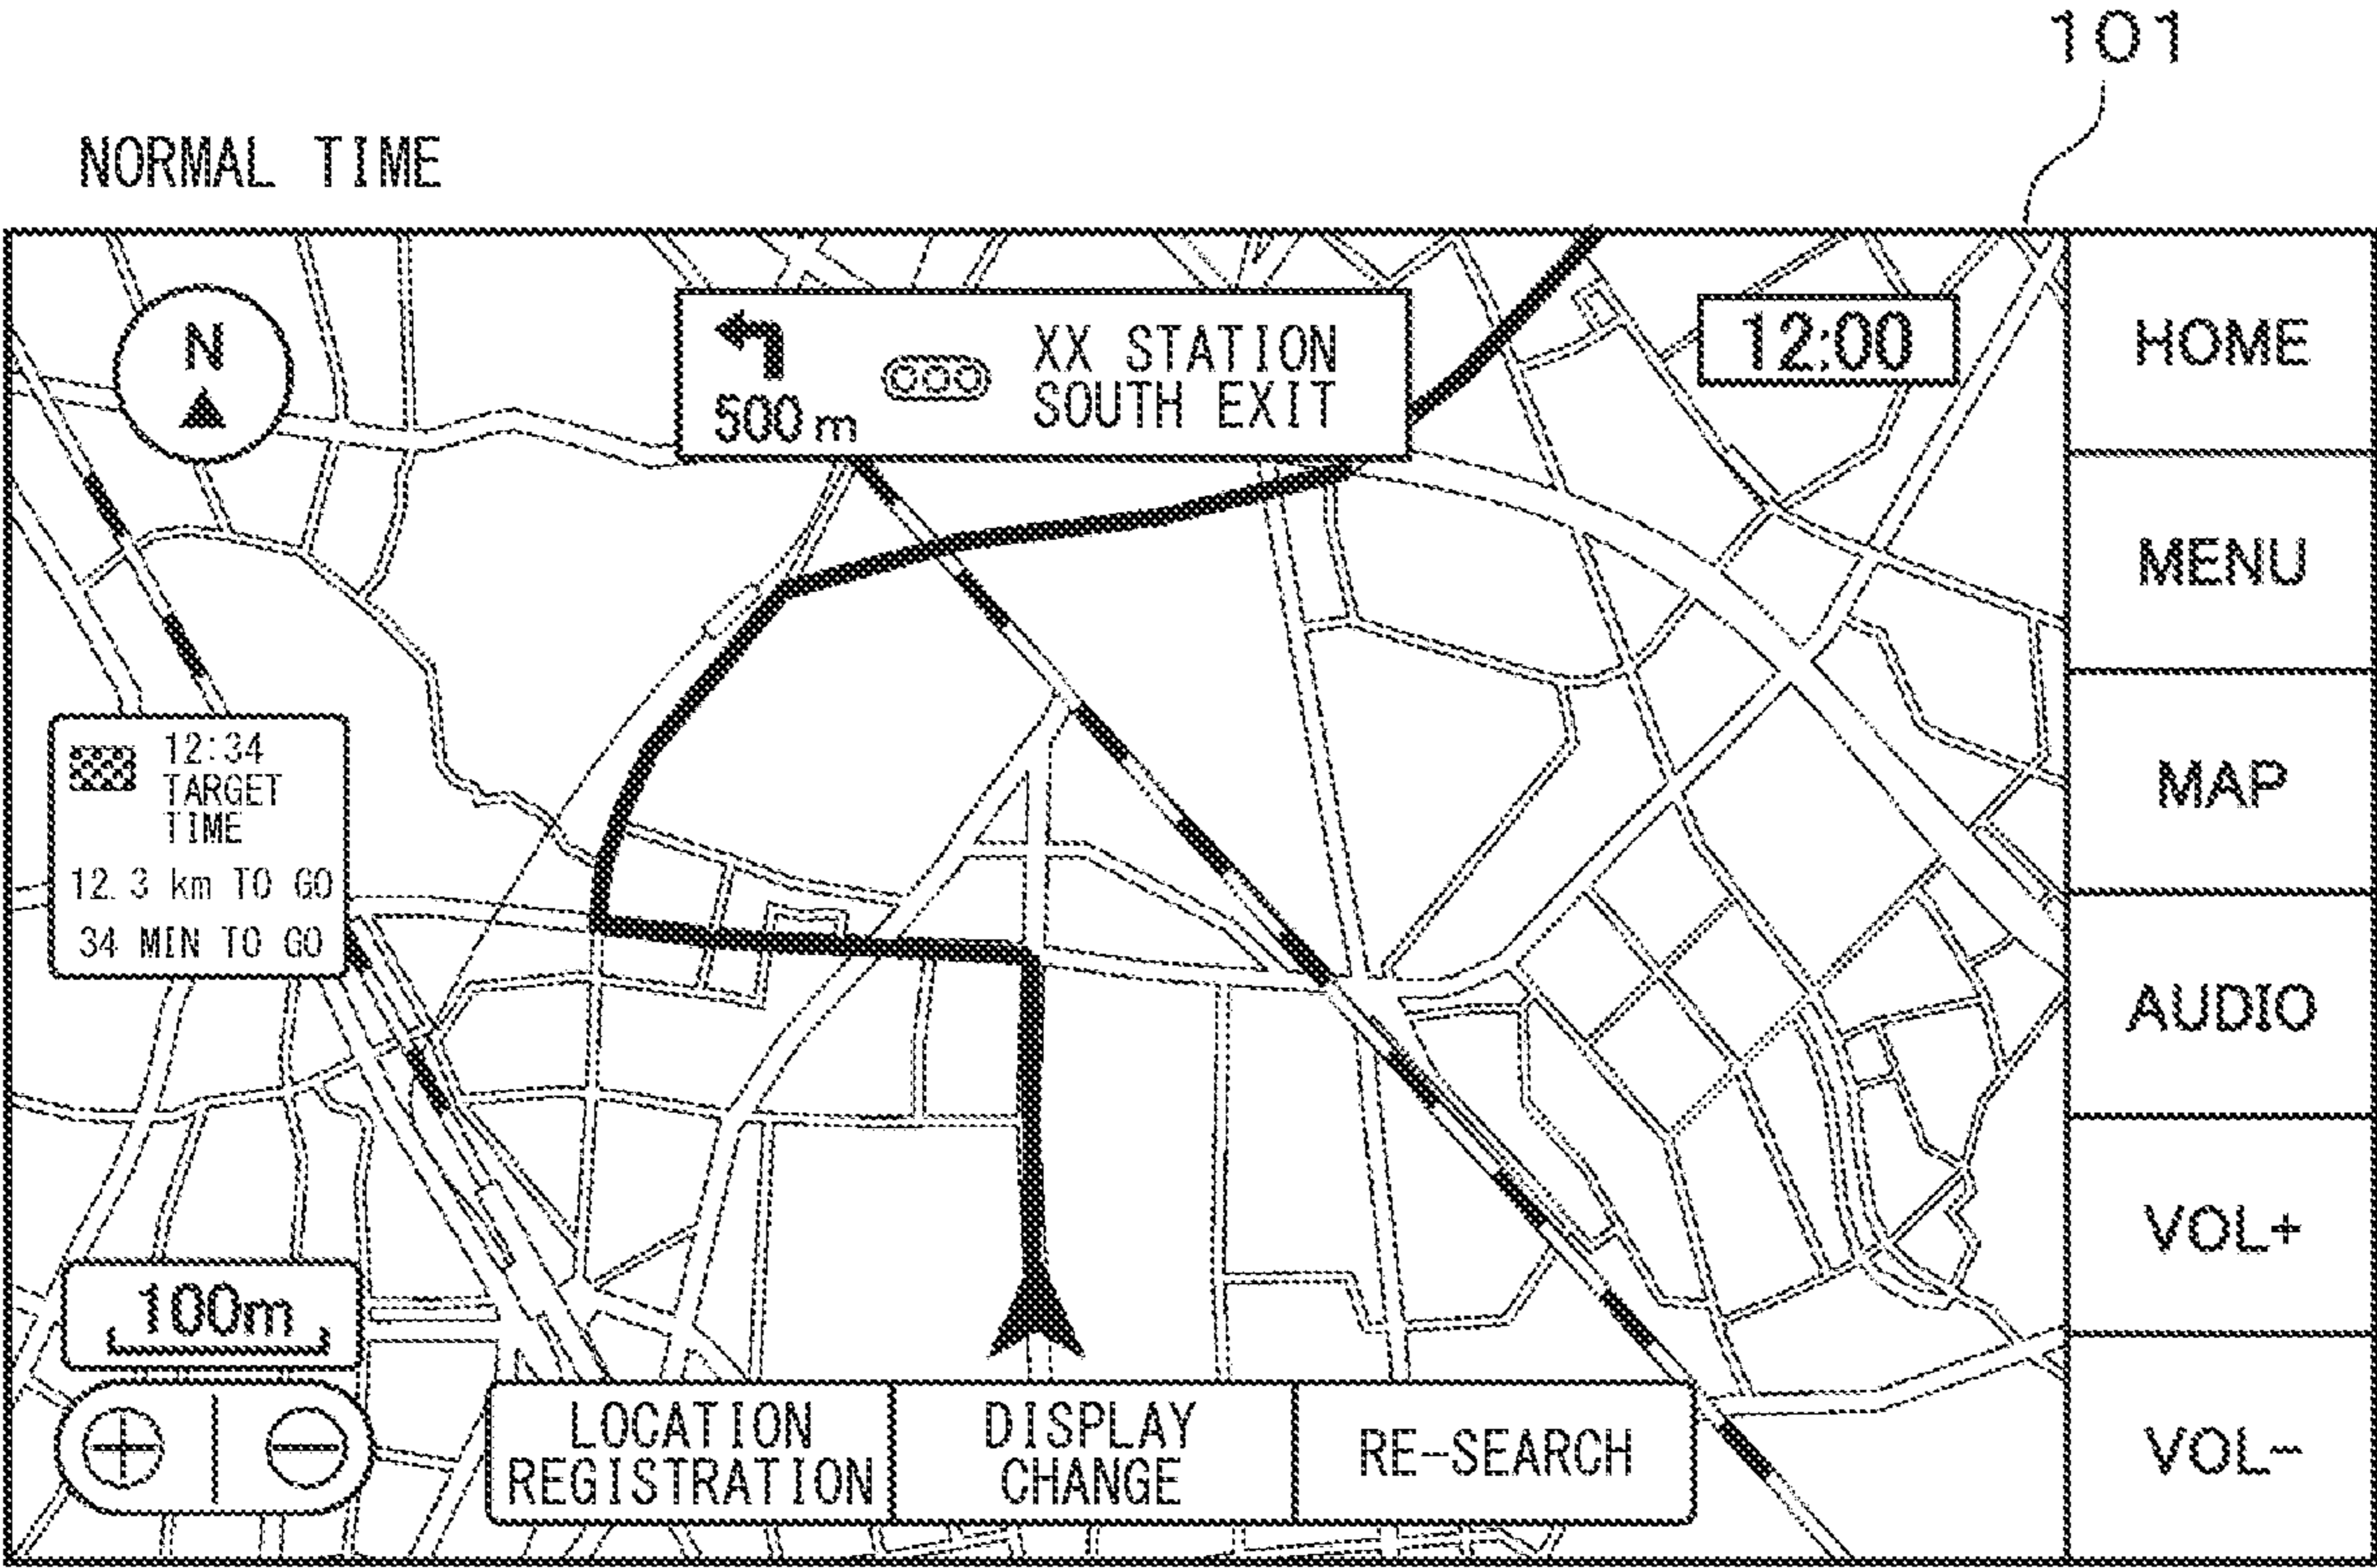 101
NORMAL TIME
N
500m
XX STATION
SOUTH EXIT
12:00
HOME
MENU
MAP
AUDIO
VOL+
VOL−
12:34
TARGET
TIME
12.3 km TO GO
34 MIN TO GO
100m
LOCATION
REGISTRATION
DISPLAY
CHANGE
RE-SEARCH